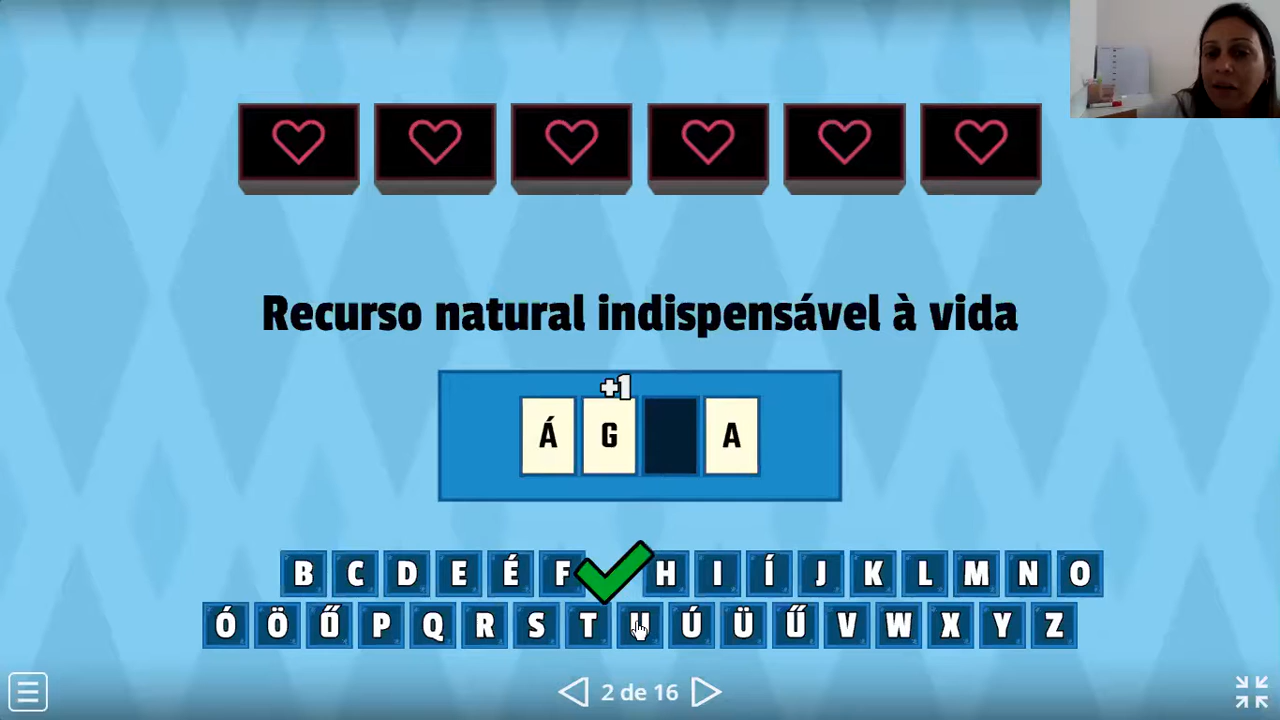 Recurso natural indispensável à vida
+1
Á G A
B C D E É F H I Í J K L M N O
Ó Ö Ő P Q R S T U Ú Ü Ű V W X Y Z
2 de 16